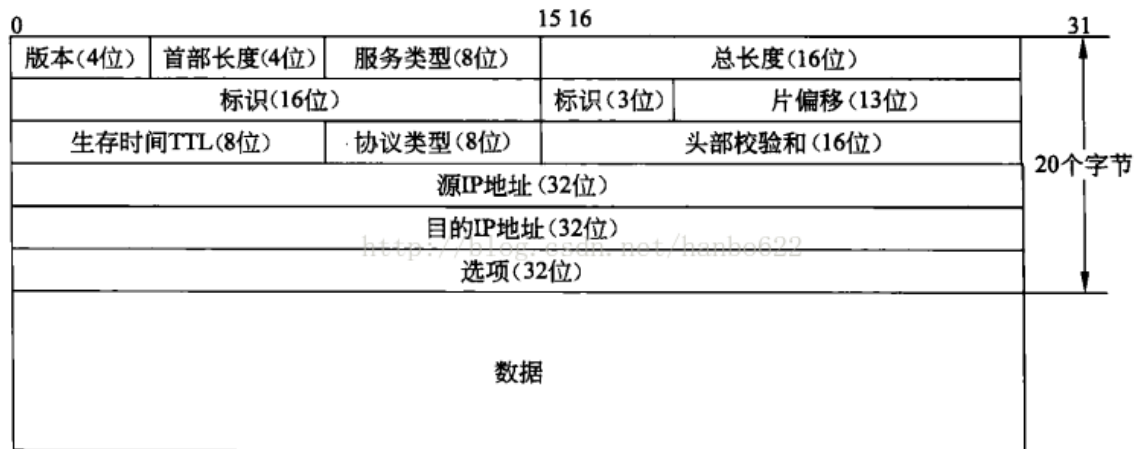 0 15 16 31
版本(4位) 首部长度(4位) 服务类型(8位) 总长度(16位)
标识(16位) 标识(3位) 片偏移(13位)
生存时间TTL(8位) 协议类型(8位) 头部校验和(16位)
20个字节
源IP地址(32位)
目的IP地址(32位)
http://blog.csdn.net/hanbo622
选项(32位)
数据